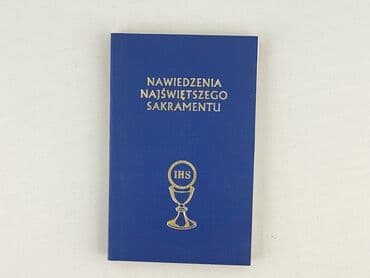 NAWIEDZENIA
NAJŚWIĘTSZEGO
SAKRAMENTU
IHS